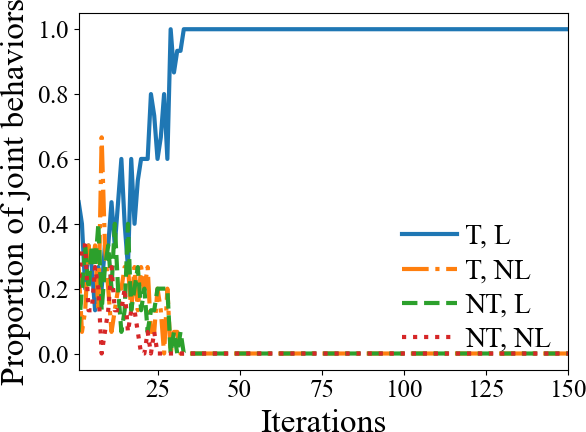 Proportion of joint behaviors
1.0
0.8
0.6
0.4
0.2
0.0
T, L
T, NL
NT, L
NT, NL
25 50 75 100 125 150
Iterations